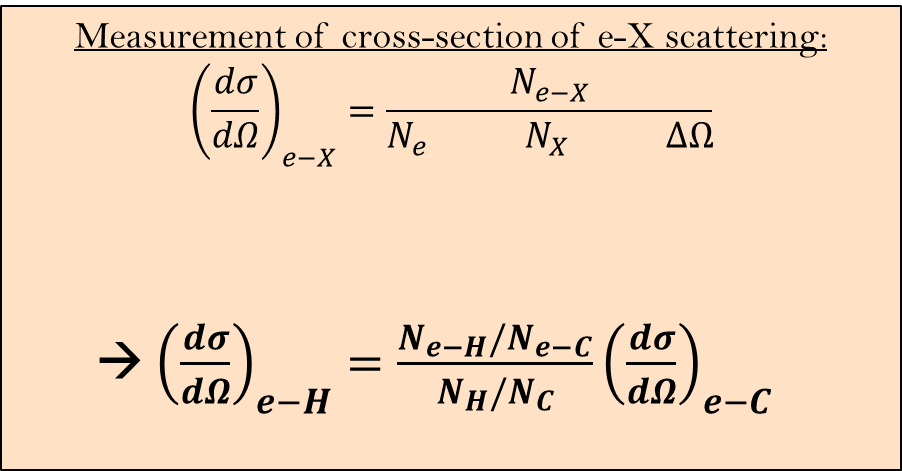 Measurement of cross-section of e-X scattering:
(dσ/dΩ)_{e−X} = N_{e−X} / (N_e N_X ΔΩ)
→ (dσ/dΩ)_{e−H} = (N_{e−H}/N_{e−C}) / (N_H/N_C) (dσ/dΩ)_{e−C}